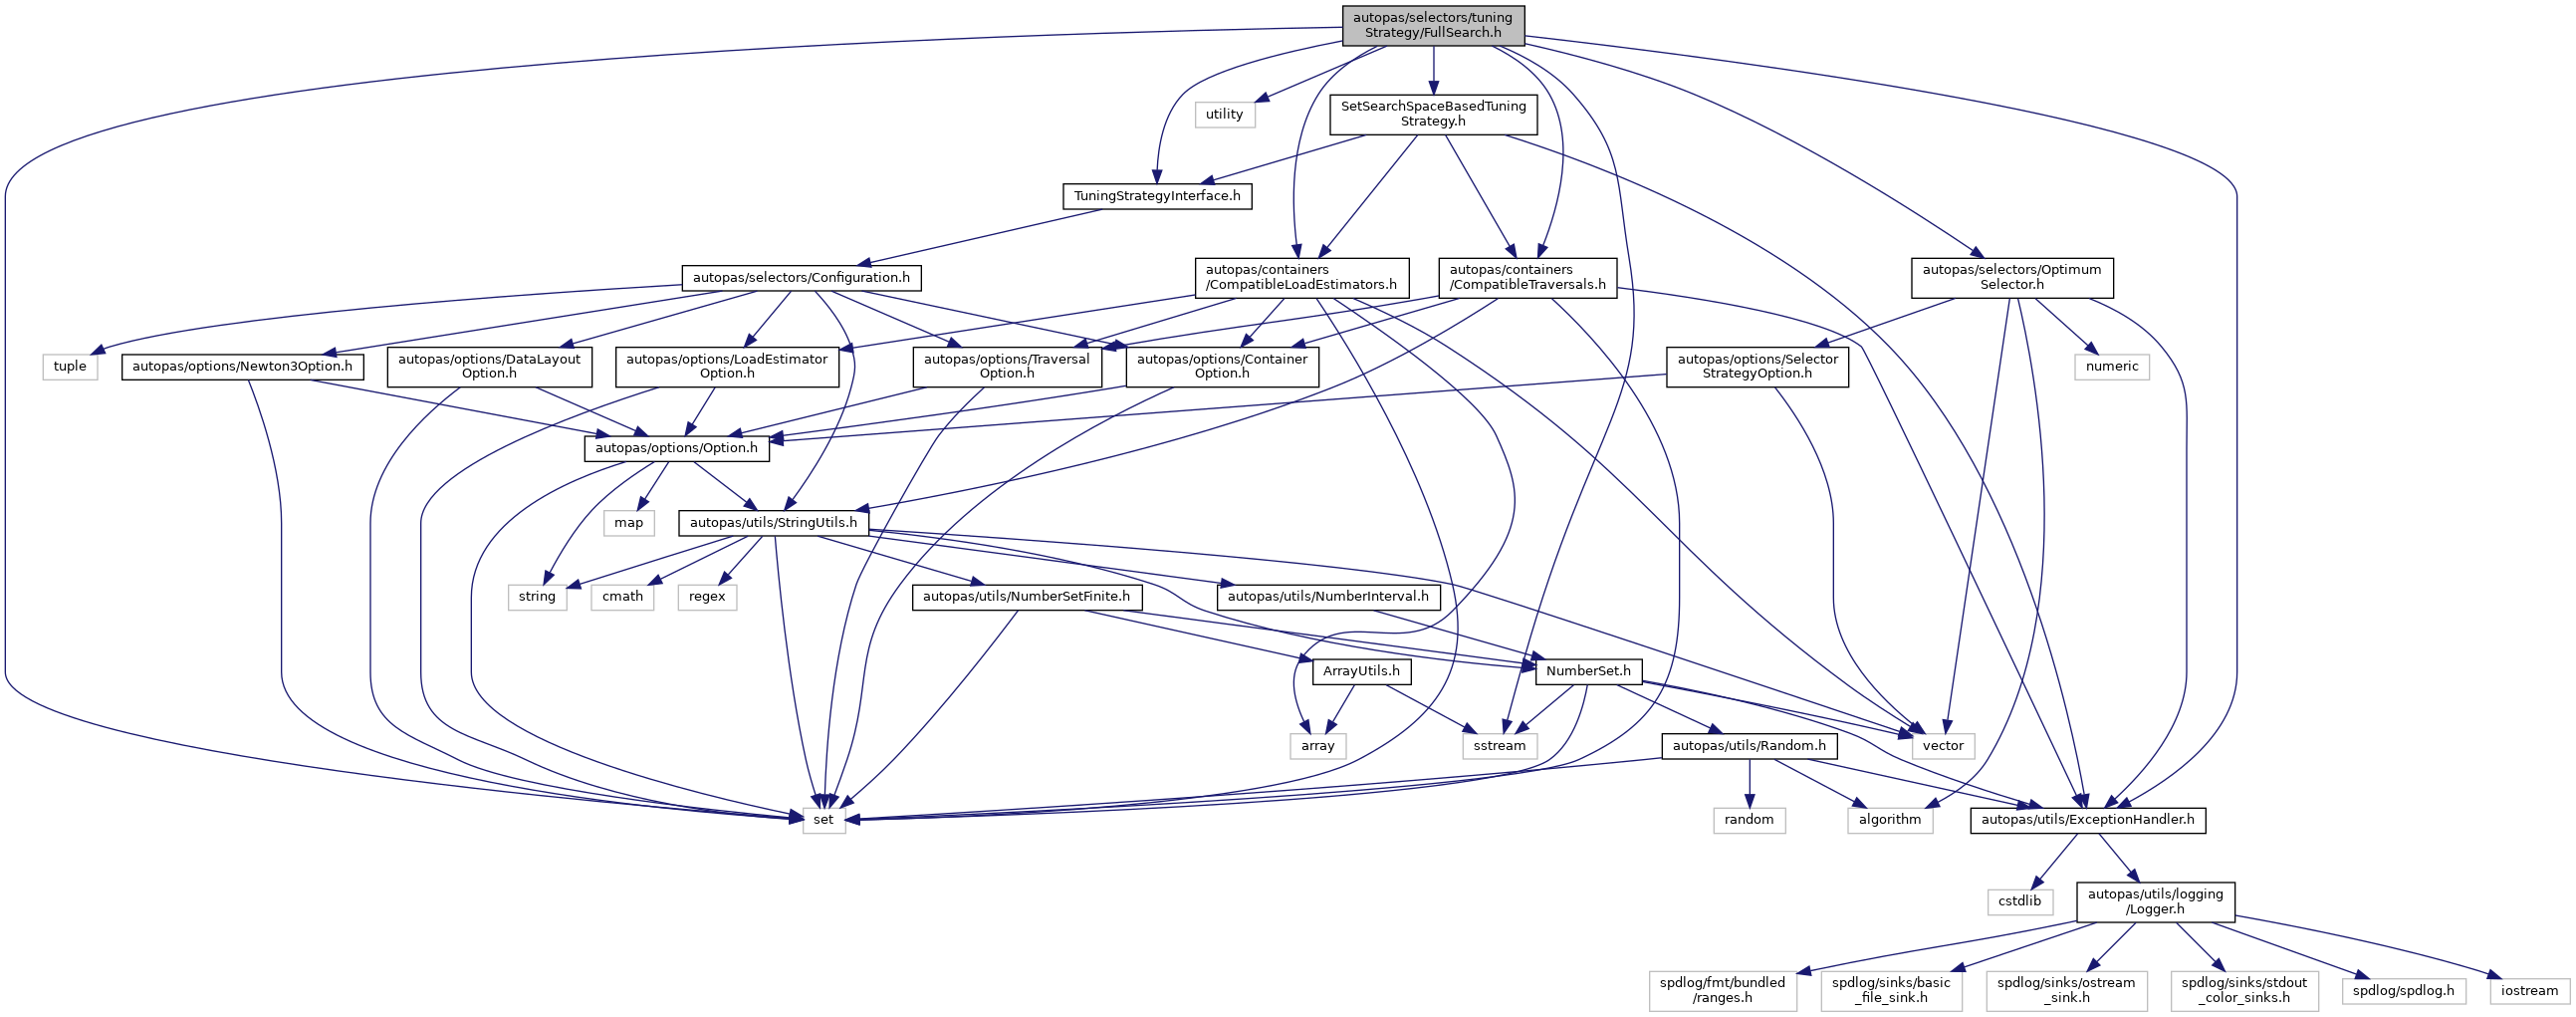 autopas/selectors/tuning
Strategy/FullSearch.h
utility
SetSearchSpaceBasedTuning
Strategy.h
TuningStrategyInterface.h
autopas/selectors/Configuration.h
autopas/containers
/CompatibleLoadEstimators.h
autopas/containers
/CompatibleTraversals.h
autopas/selectors/Optimum
Selector.h
tuple
autopas/options/Newton3Option.h
autopas/options/DataLayout
Option.h
autopas/options/LoadEstimator
Option.h
autopas/options/Traversal
Option.h
autopas/options/Container
Option.h
autopas/options/Selector
StrategyOption.h
numeric
autopas/options/Option.h
map
autopas/utils/StringUtils.h
string
cmath
regex
autopas/utils/NumberSetFinite.h
autopas/utils/NumberInterval.h
ArrayUtils.h
NumberSet.h
array
sstream
autopas/utils/Random.h
vector
set
random
algorithm
autopas/utils/ExceptionHandler.h
cstdlib
autopas/utils/logging
/Logger.h
spdlog/fmt/bundled
/ranges.h
spdlog/sinks/basic
_file_sink.h
spdlog/sinks/ostream
_sink.h
spdlog/sinks/stdout
_color_sinks.h
spdlog/spdlog.h
iostream